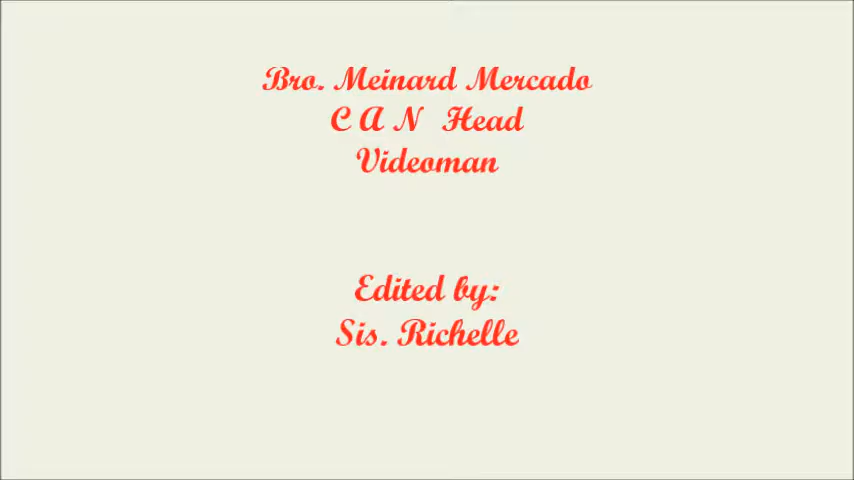 Bro. Meinard Mercado
C A N Head
Videoman
Edited by:
Sis. Richelle